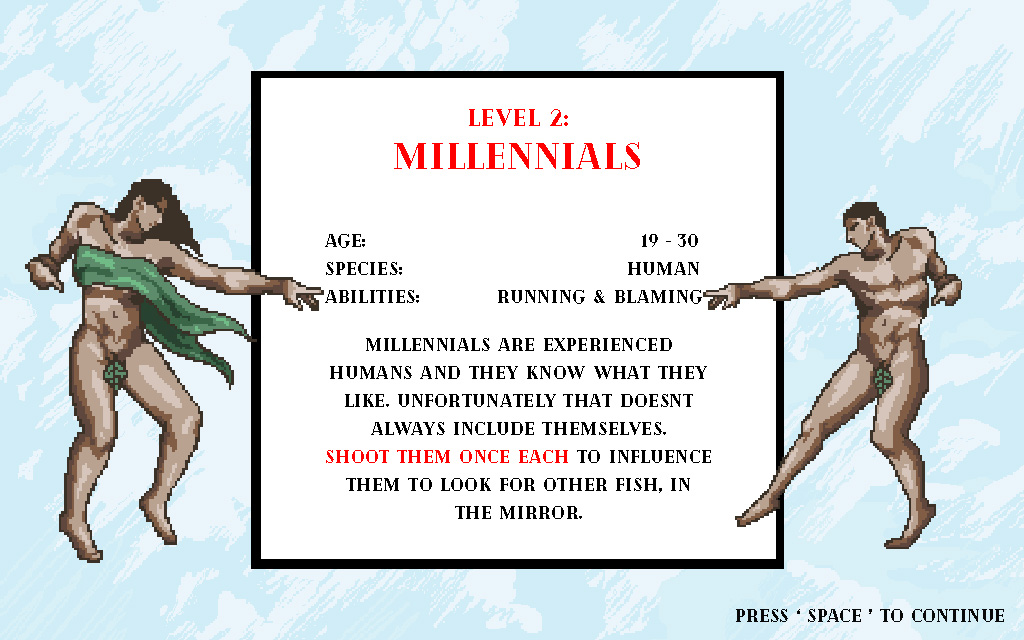 LEVEL 2:
MILLENNIALS
AGE: 19 - 30
SPECIES: HUMAN
ABILITIES: RUNNING & BLAMING
MILLENNIALS ARE EXPERIENCED
HUMANS AND THEY KNOW WHAT THEY
LIKE. UNFORTUNATELY THAT DOESNT
ALWAYS INCLUDE THEMSELVES.
SHOOT THEM ONCE EACH TO INFLUENCE
THEM TO LOOK FOR OTHER FISH, IN
THE MIRROR.
PRESS ‘ SPACE ’ TO CONTINUE